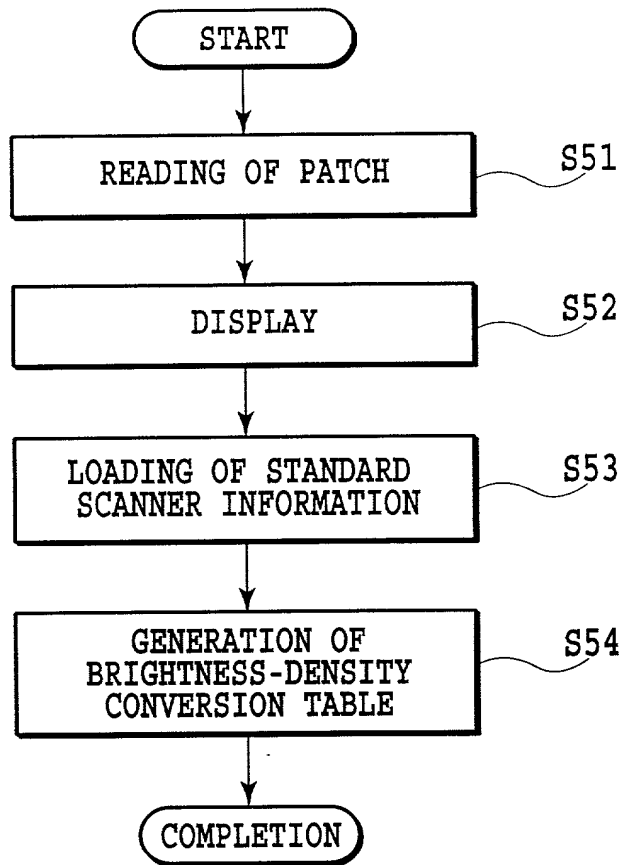 START
READING OF PATCH
S51
DISPLAY
S52
LOADING OF STANDARD
SCANNER INFORMATION
S53
GENERATION OF
BRIGHTNESS-DENSITY
CONVERSION TABLE
S54
COMPLETION